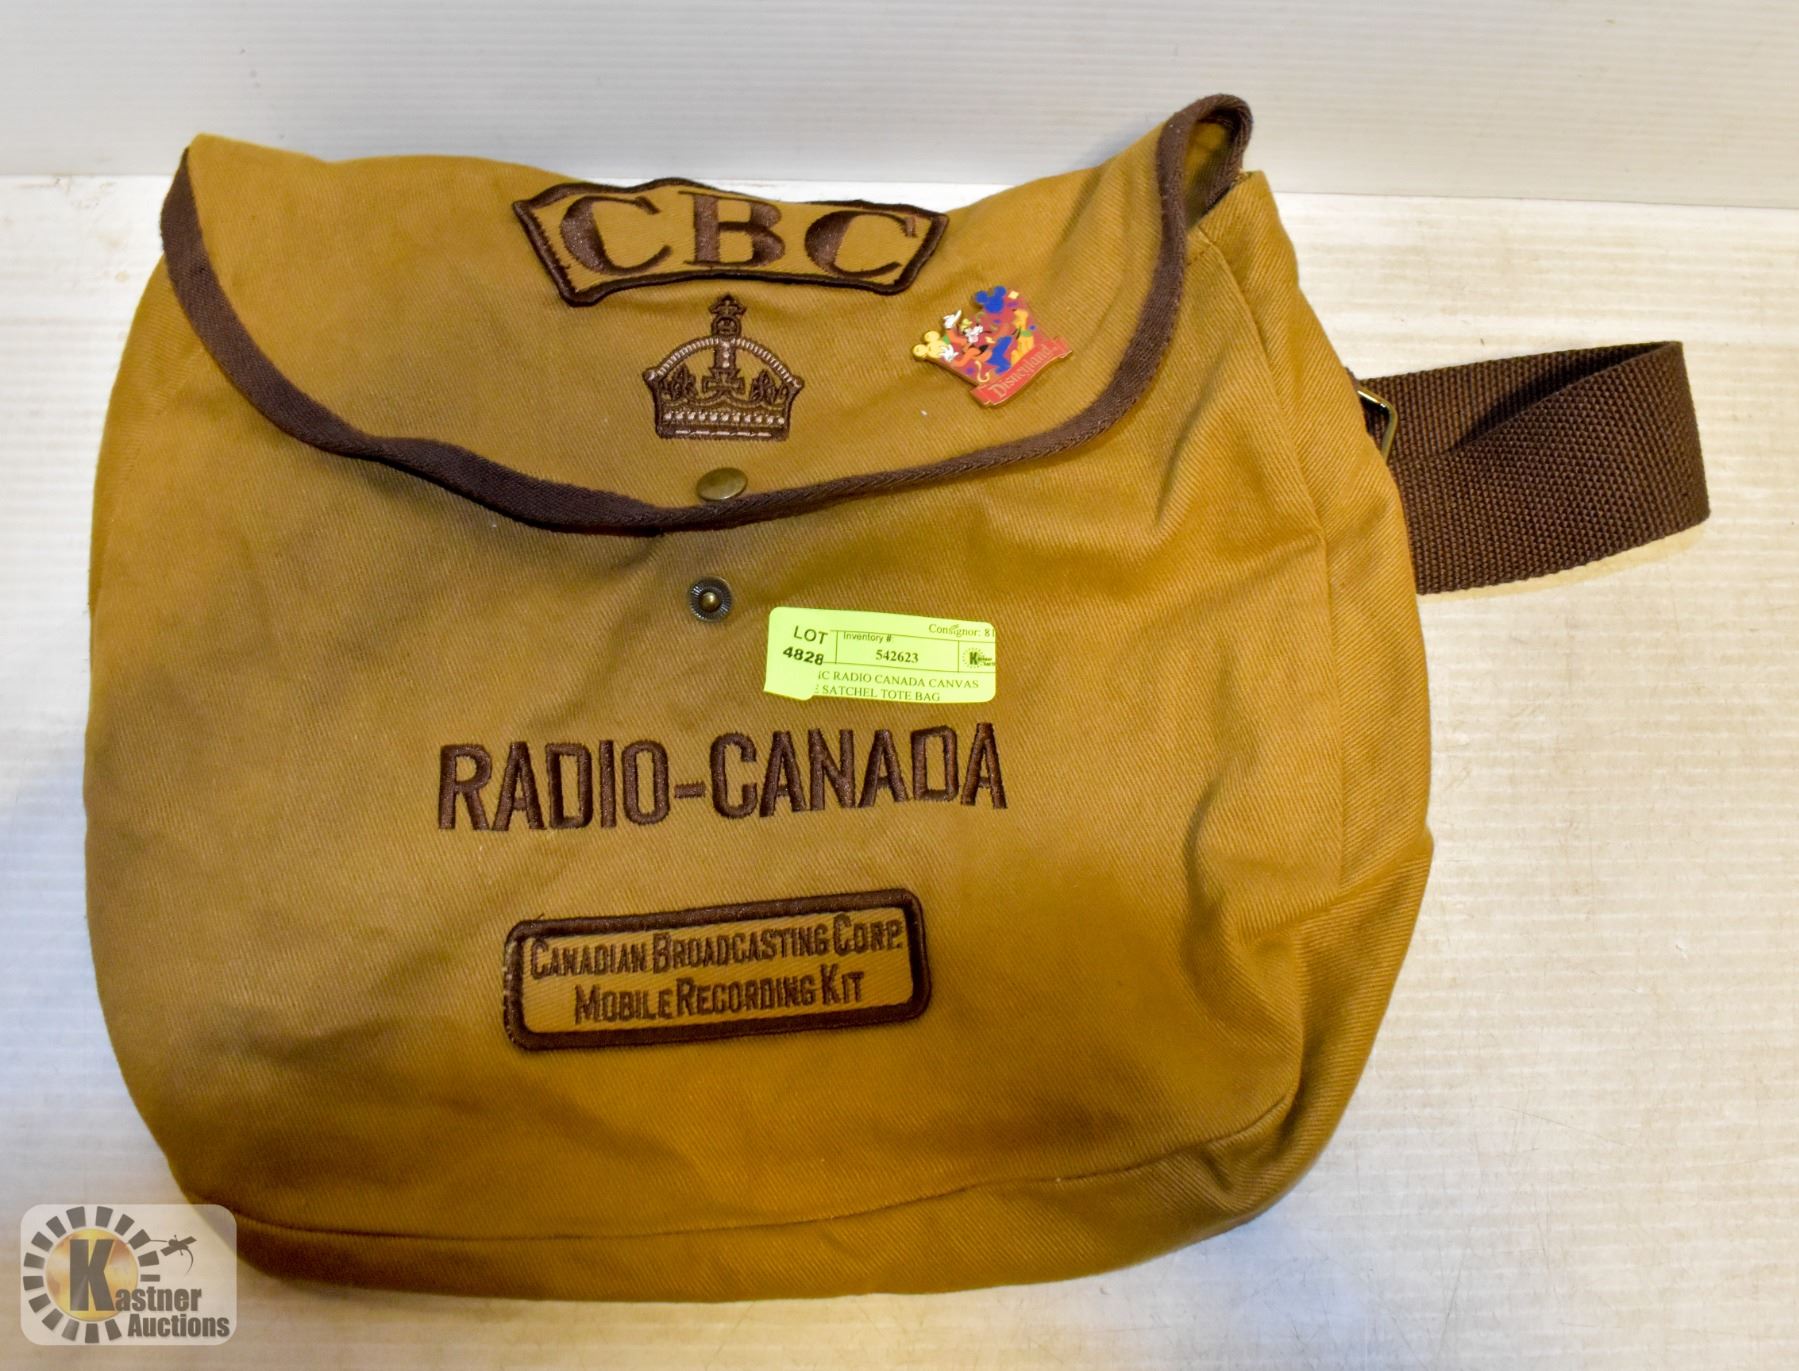 CBC
Disneyland
LOT
4828
Inventory #
Consignor: 81
542623
RADIO CANADA CANVAS
SATCHEL TOTE BAG
RADIO-CANADA
CANADIAN BROADCASTING CORP.
MOBILE RECORDING KIT
Kastner
Auctions